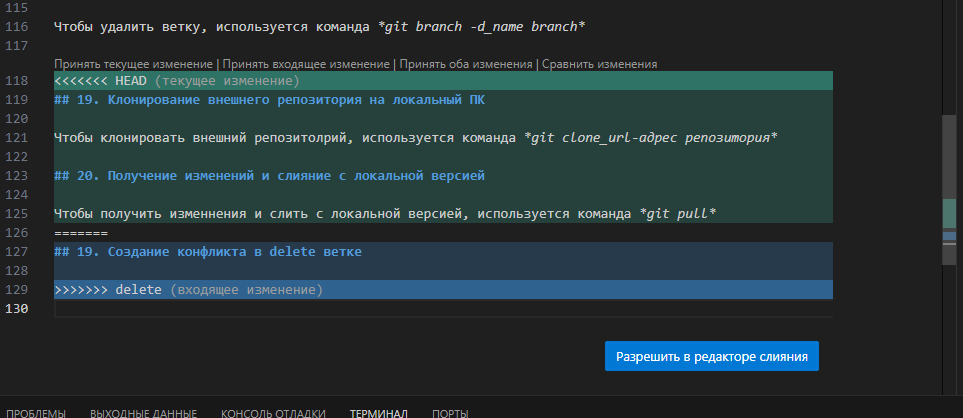 115
116 Чтобы удалить ветку, используется команда *git branch -d_name branch*
117
Принять текущее изменение | Принять входящее изменение | Принять оба изменения | Сравнить изменения
118 <<<<<<< HEAD (текущее изменение)
119 ## 19. Клонирование внешнего репозитория на локальный ПК
120
121 Чтобы клонировать внешний репозитолрий, используется команда *git clone_url-адрес репозитория*
122
123 ## 20. Получение изменений и слияние с локальной версией
124
125 Чтобы получить изменнения и слить с локальной версией, используется команда *git pull*
126 =======
127 ## 19. Создание конфликта в delete ветке
128
129 >>>>>>> delete (входящее изменение)
130
Разрешить в редакторе слияния
ПРОБЛЕМЫ ВЫХОДНЫЕ ДАННЫЕ КОНСОЛЬ ОТЛАДКИ ТЕРМИНАЛ ПОРТЫ